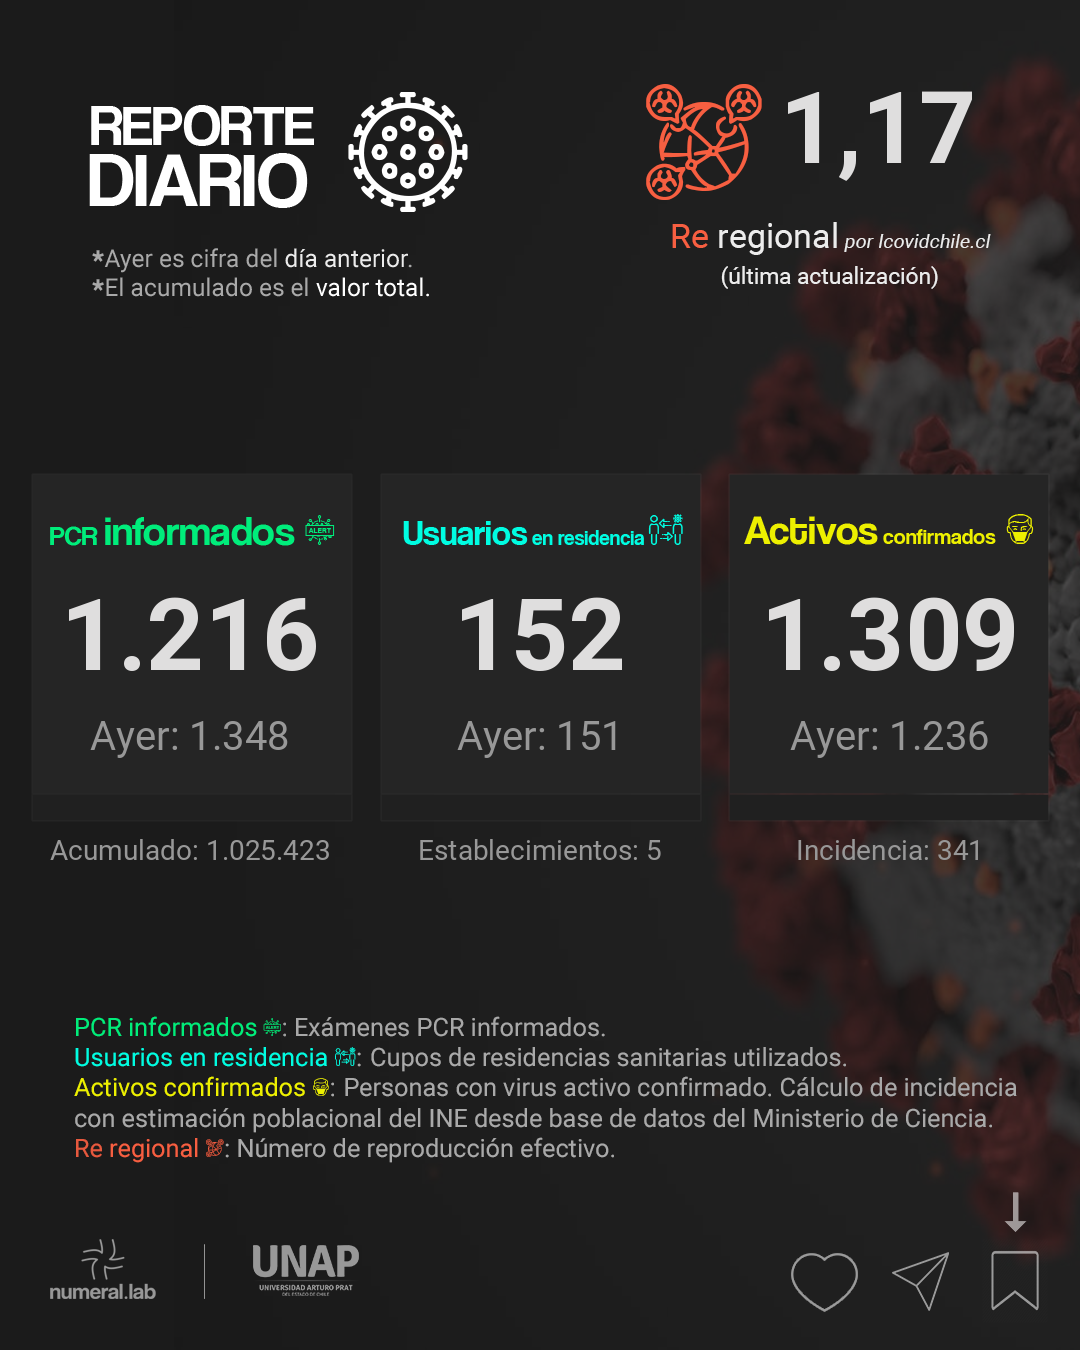 REPORTE
DIARIO
*Ayer es cifra del día anterior.
*El acumulado es el valor total.
1,17
Re regional por Icovidchile.cl
(última actualización)
PCR informados ALERT
1.216
Ayer: 1.348
Acumulado: 1.025.423
Usuarios en residencia
152
Ayer: 151
Establecimientos: 5
Activos confirmados
1.309
Ayer: 1.236
Incidencia: 341
PCR informados ALERT: Exámenes PCR informados.
Usuarios en residencia : Cupos de residencias sanitarias utilizados.
Activos confirmados : Personas con virus activo confirmado. Cálculo de incidencia
con estimación poblacional del INE desde base de datos del Ministerio de Ciencia.
Re regional : Número de reproducción efectivo.
numeral.lab
UNAP
UNIVERSIDAD ARTURO PRAT
DEL ESTADO DE CHILE